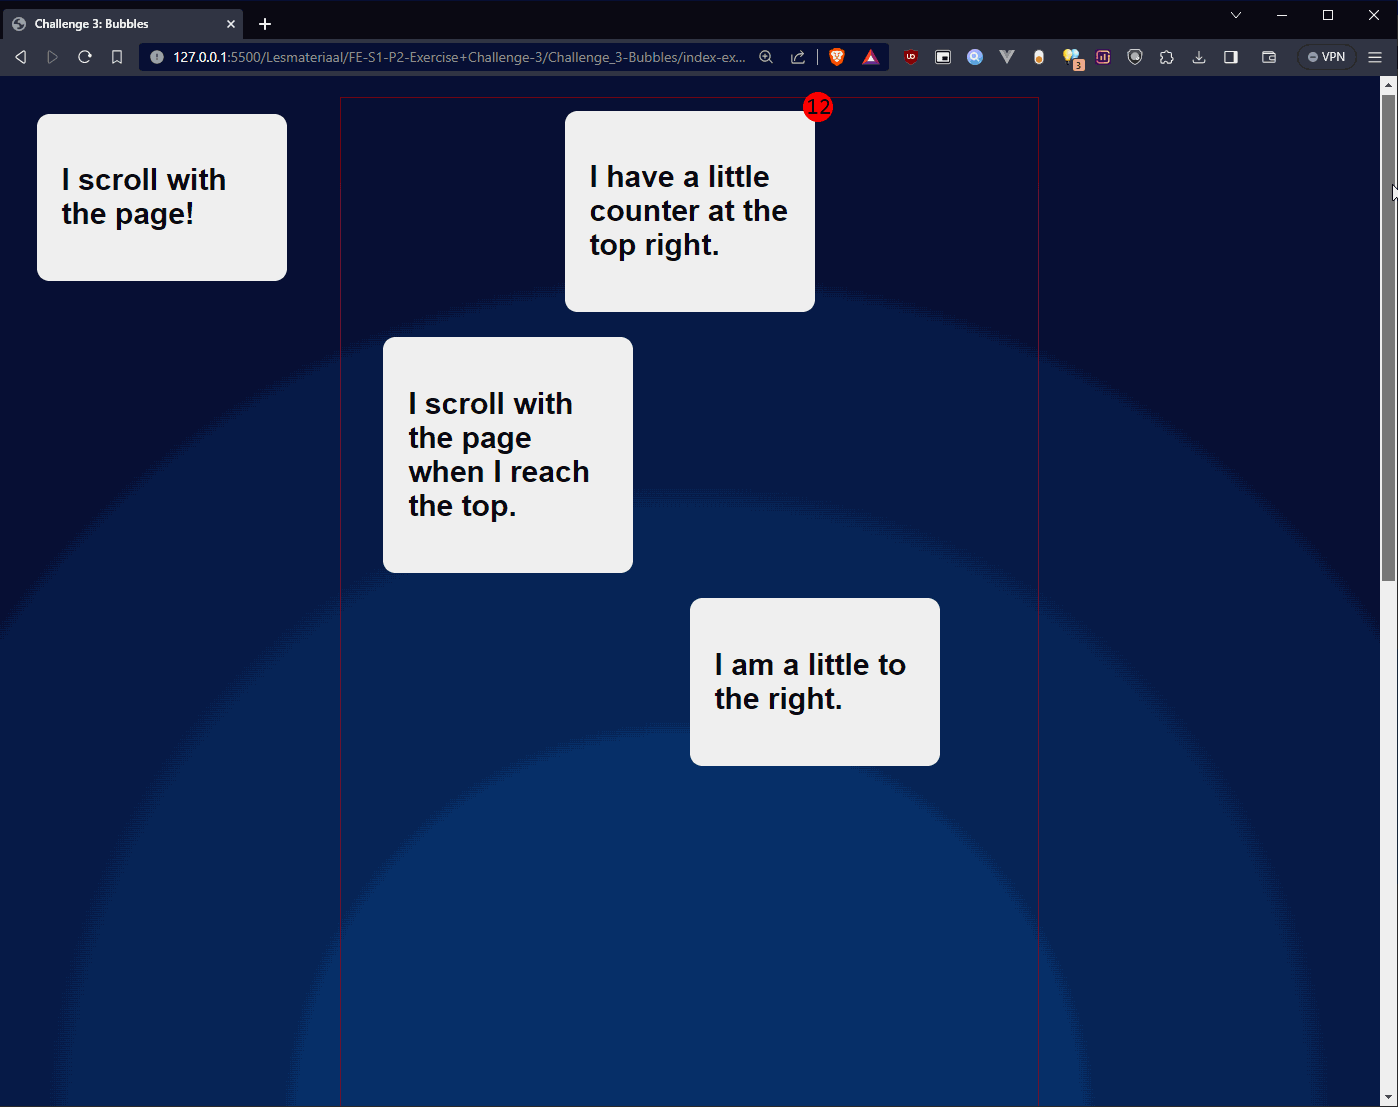 Challenge 3: Bubbles
127.0.0.1:5500/Lesmateriaal/FE-S1-P2-Exercise+Challenge-3/Challenge_3-Bubbles/index-ex...
3
VPN
12
I scroll with
the page!
I have a little
counter at the
top right.
I scroll with
the page
when I reach
the top.
I am a little to
the right.